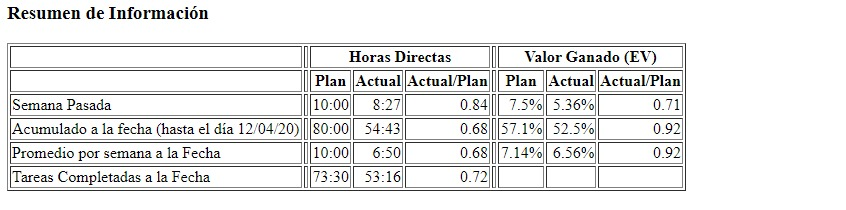 Resumen de Información
Horas Directas Valor Ganado (EV)
Plan Actual Actual/Plan Plan Actual Actual/Plan
Semana Pasada 10:00 8:27 0.84 7.5% 5.36% 0.71
Acumulado a la fecha (hasta el día 12/04/20) 80:00 54:43 0.68 57.1% 52.5% 0.92
Promedio por semana a la Fecha 10:00 6:50 0.68 7.14% 6.56% 0.92
Tareas Completadas a la Fecha 73:30 53:16 0.72